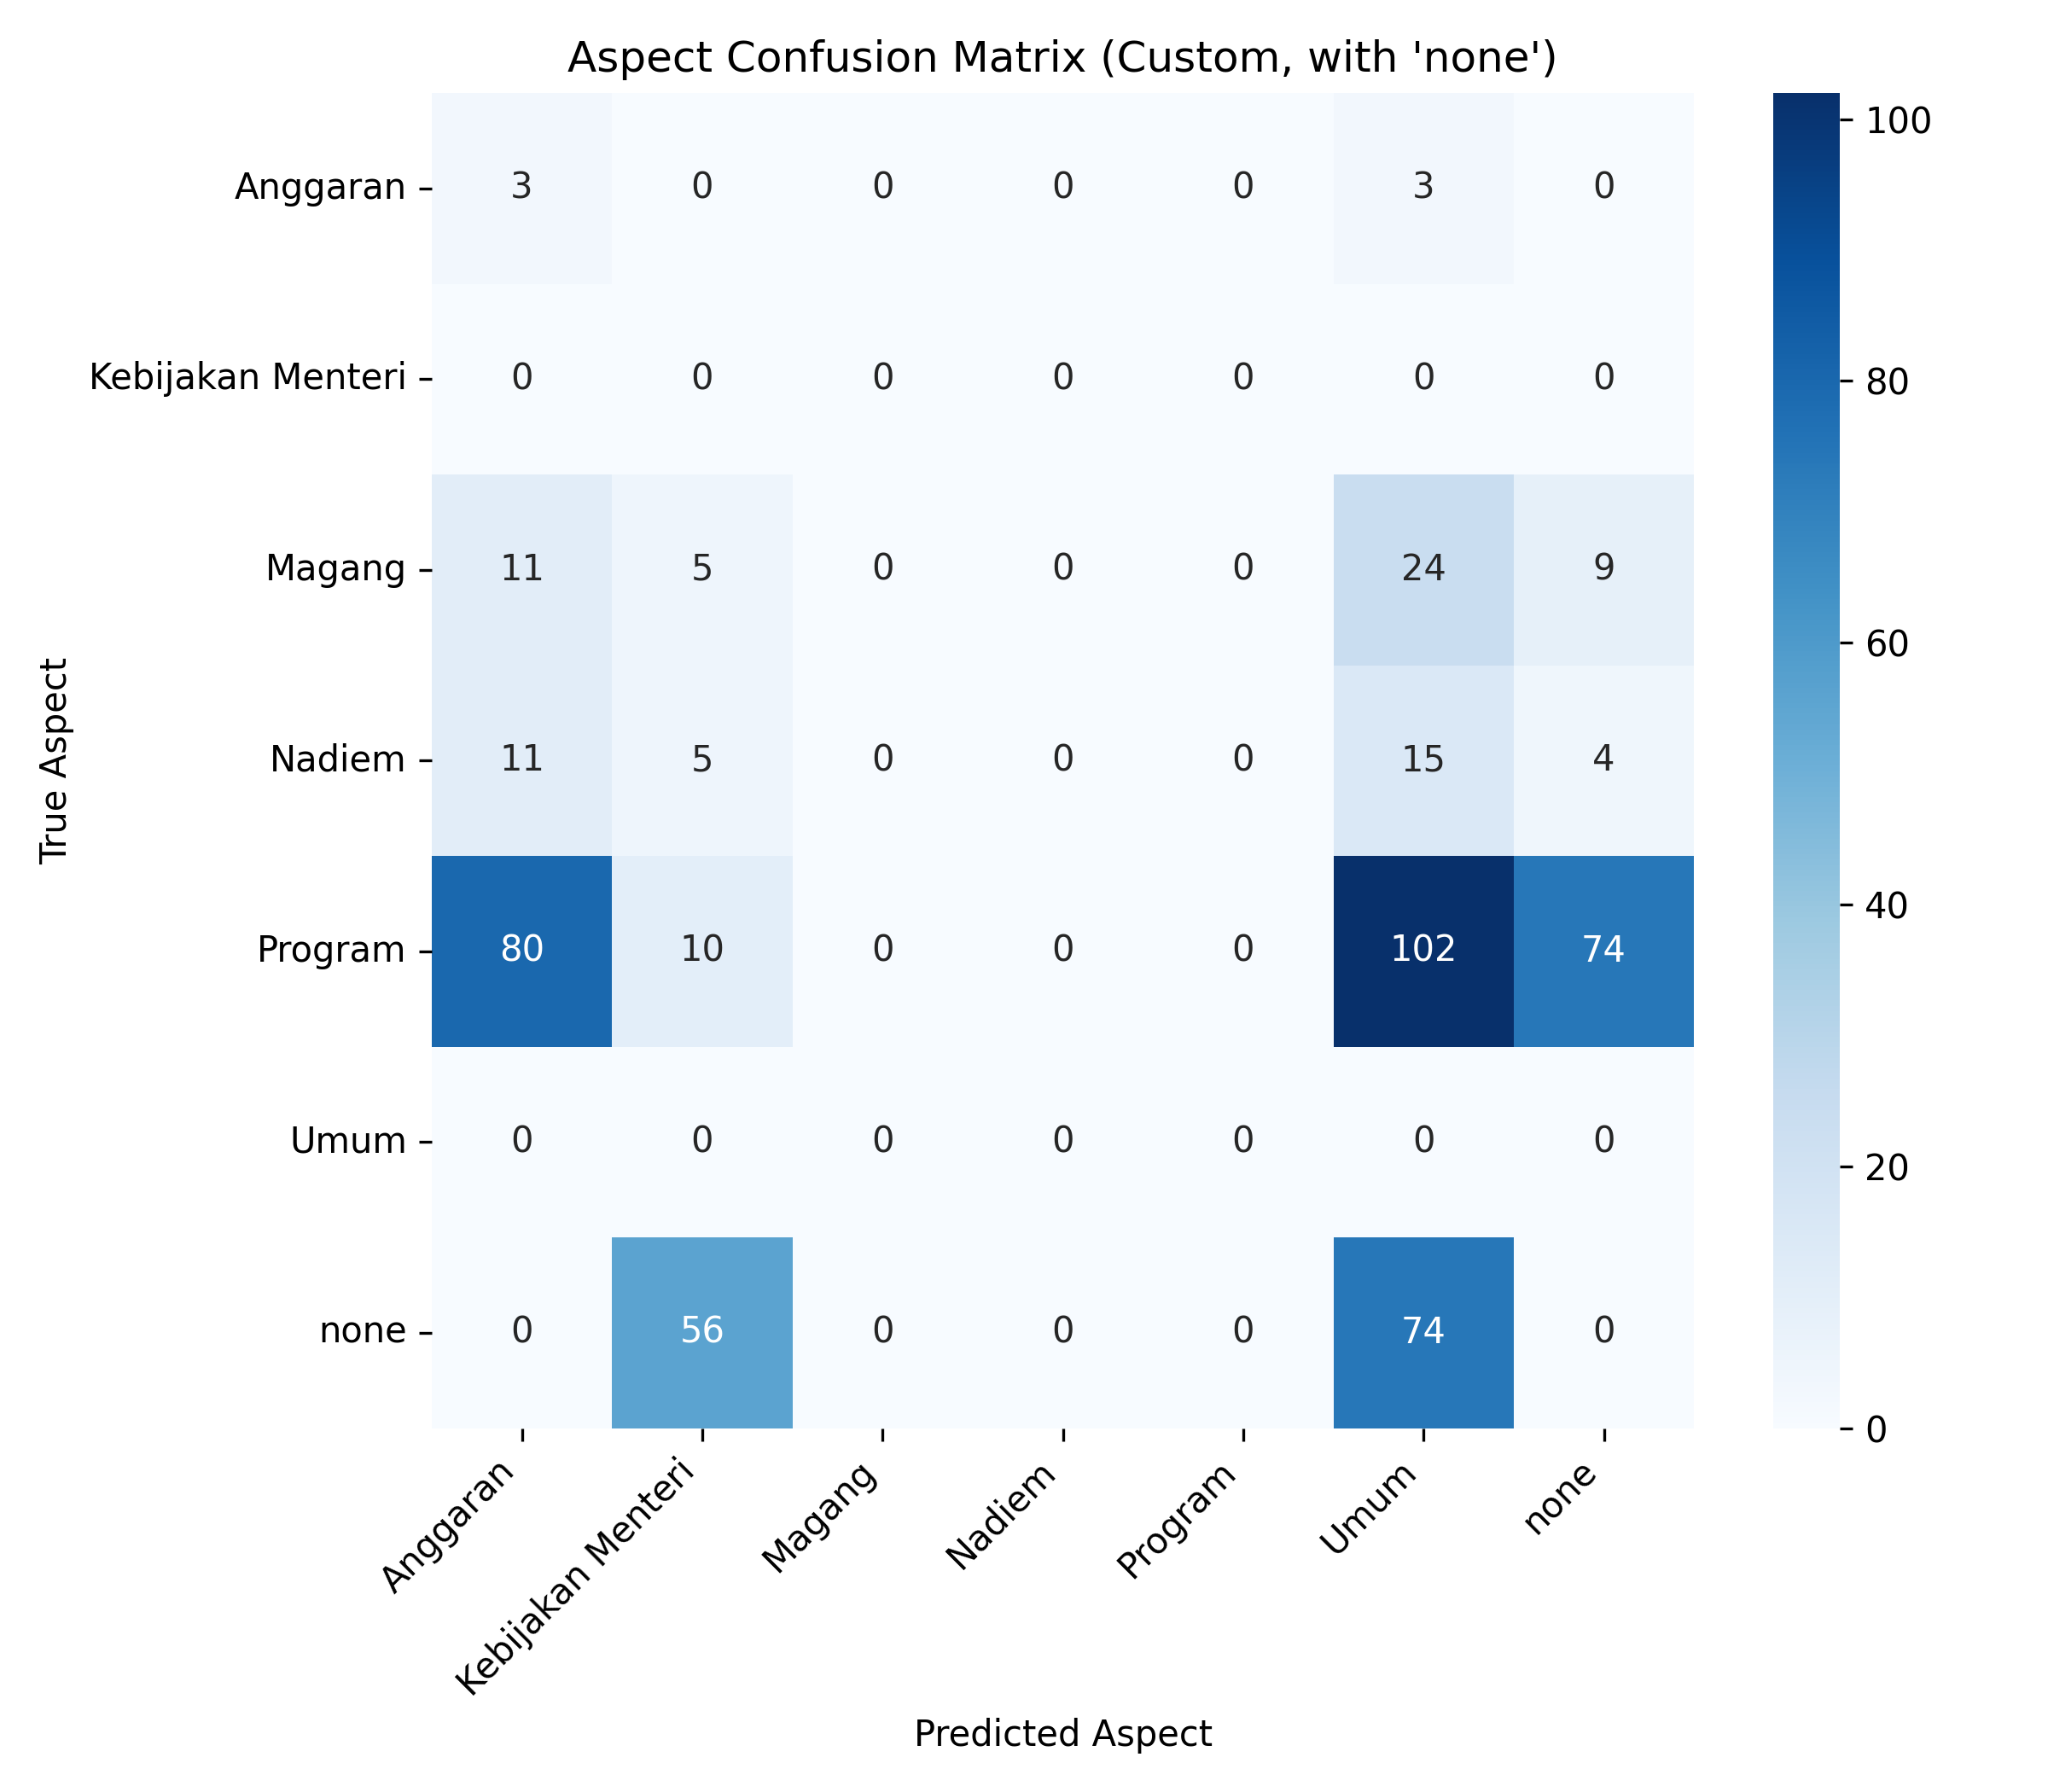 Aspect Confusion Matrix (Custom, with 'none')
Anggaran 3 0 0 0 0 3 0
Kebijakan Menteri 0 0 0 0 0 0 0
Magang 11 5 0 0 0 24 9
Nadiem 11 5 0 0 0 15 4
Program 80 10 0 0 0 102 74
Umum 0 0 0 0 0 0 0
none 0 56 0 0 0 74 0
True Aspect
Anggaran Kebijakan Menteri Magang Nadiem Program Umum none
Predicted Aspect
100
80
60
40
20
0